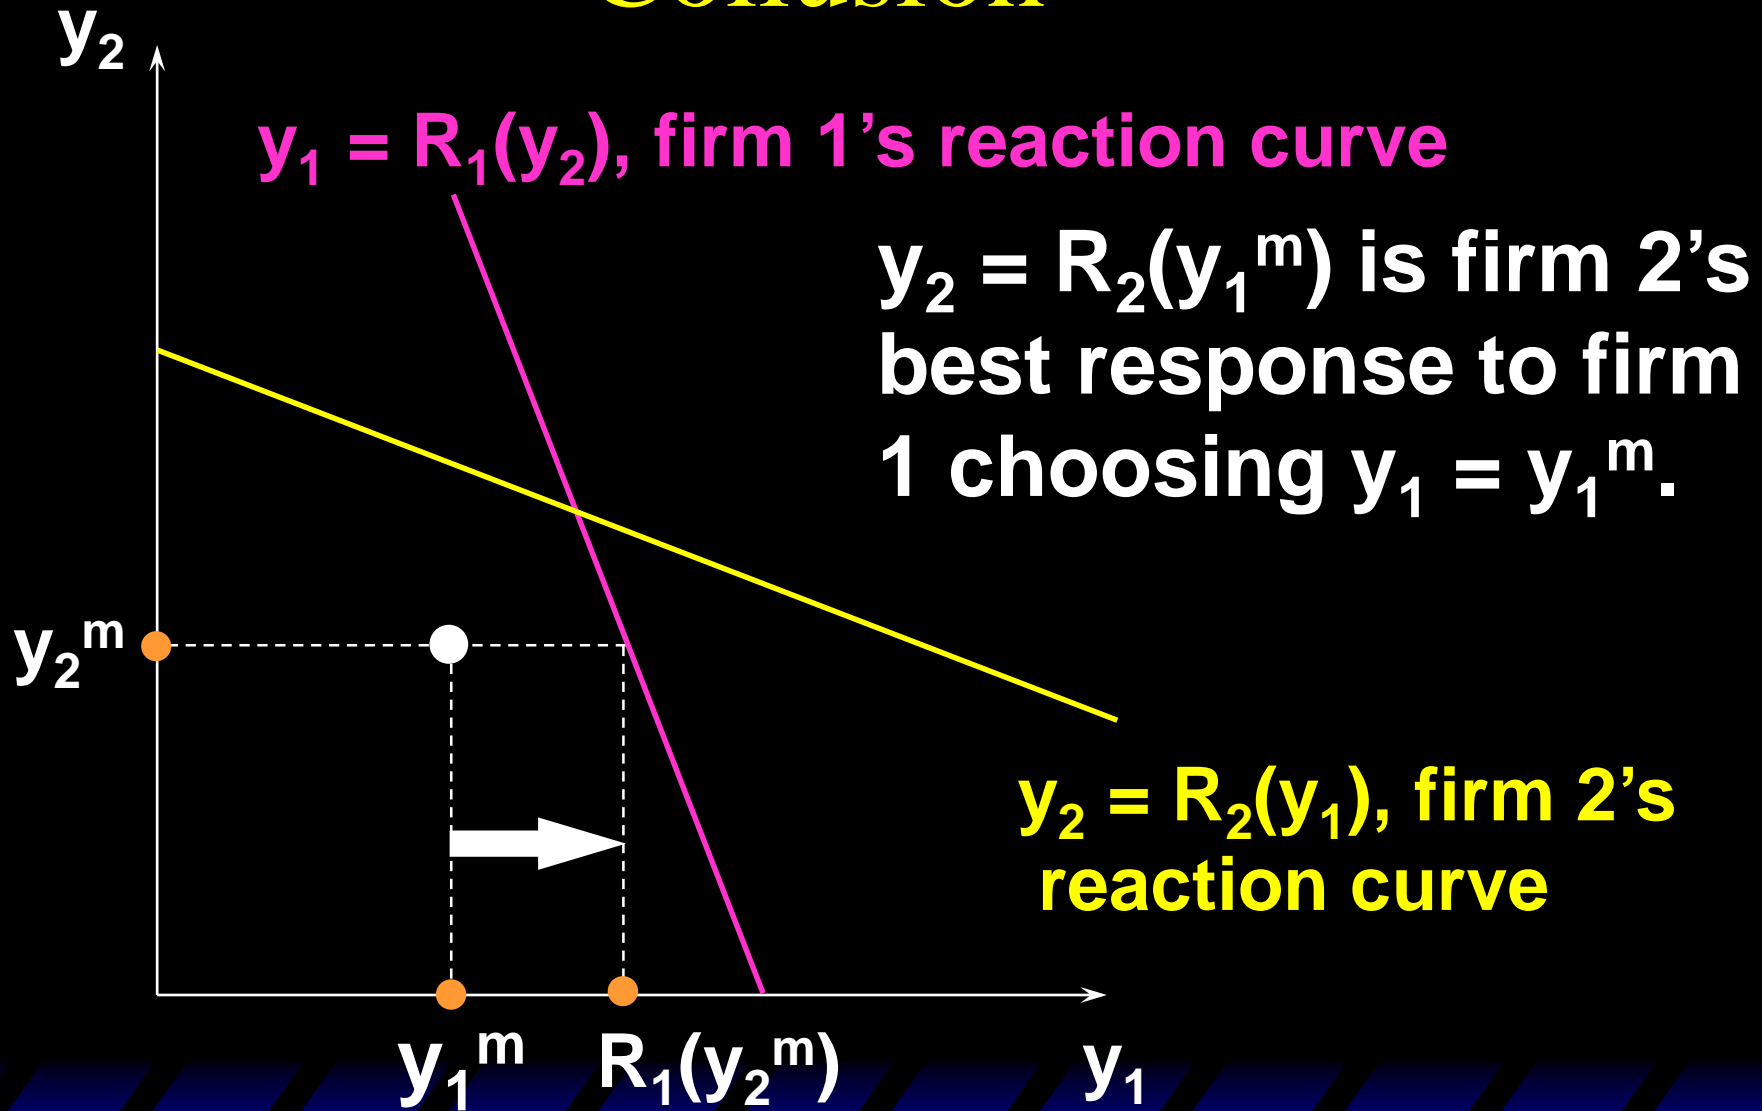 Collusion
y₂
y₁ = R₁(y₂), firm 1’s reaction curve
y₂ = R₂(y₁ᵐ) is firm 2’s
best response to firm
1 choosing y₁ = y₁ᵐ.
y₂ᵐ
y₂ = R₂(y₁), firm 2’s
reaction curve
y₁ᵐ R₁(y₂ᵐ) y₁